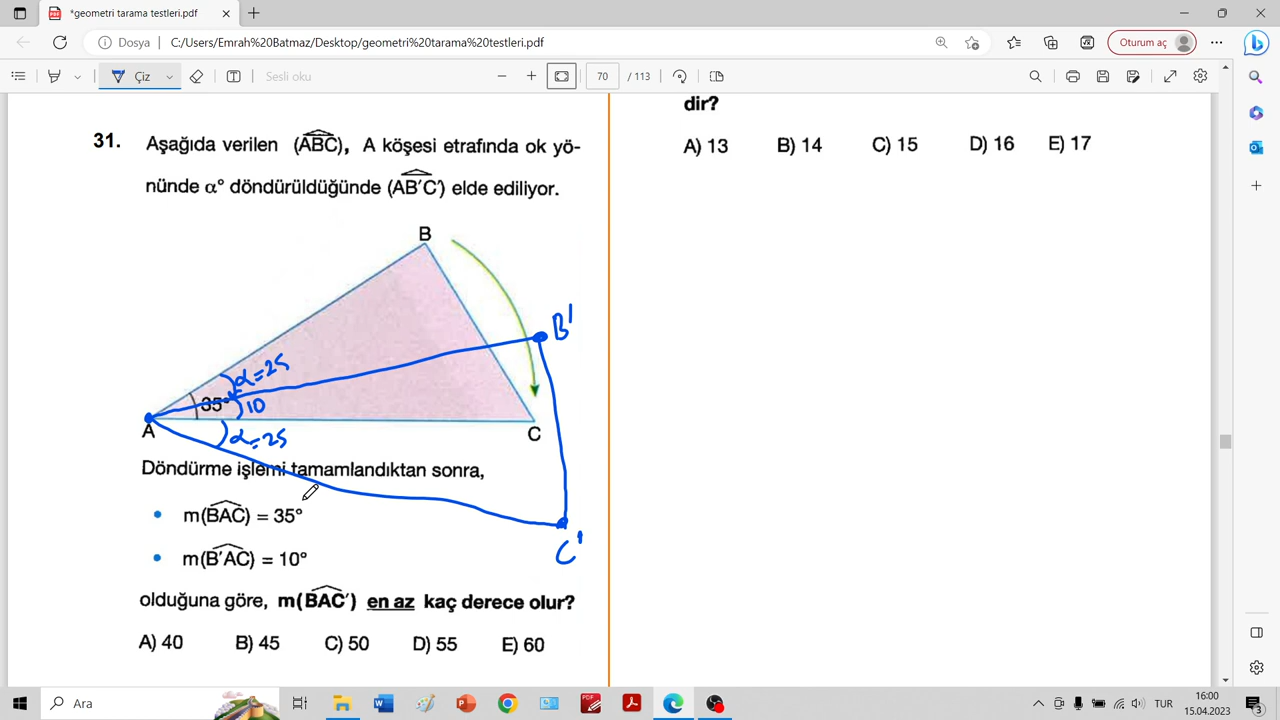 *geometri tarama testleri.pdf
Dosya
C:/Users/Emrah%20Batmaz/Desktop/geometri%20tarama%20testleri.pdf
Oturum aç
Çiz
Sesli oku
70 / 113
31. Aşağıda verilen (ABC), A köşesi etrafında ok yö-
nünde α° döndürüldüğünde (AB'C') elde ediliyor.
B
B'
α=25
35°
10
A
C
α=25
Döndürme işlemi tamamlandıktan sonra,
• m(BAC) = 35°
C'
• m(B'AC) = 10°
olduğuna göre, m(BAC') en az kaç derece olur?
A) 40 B) 45 C) 50 D) 55 E) 60
dir?
A) 13 B) 14 C) 15 D) 16 E) 17
Ara
TUR
16:00
15.04.2023
3